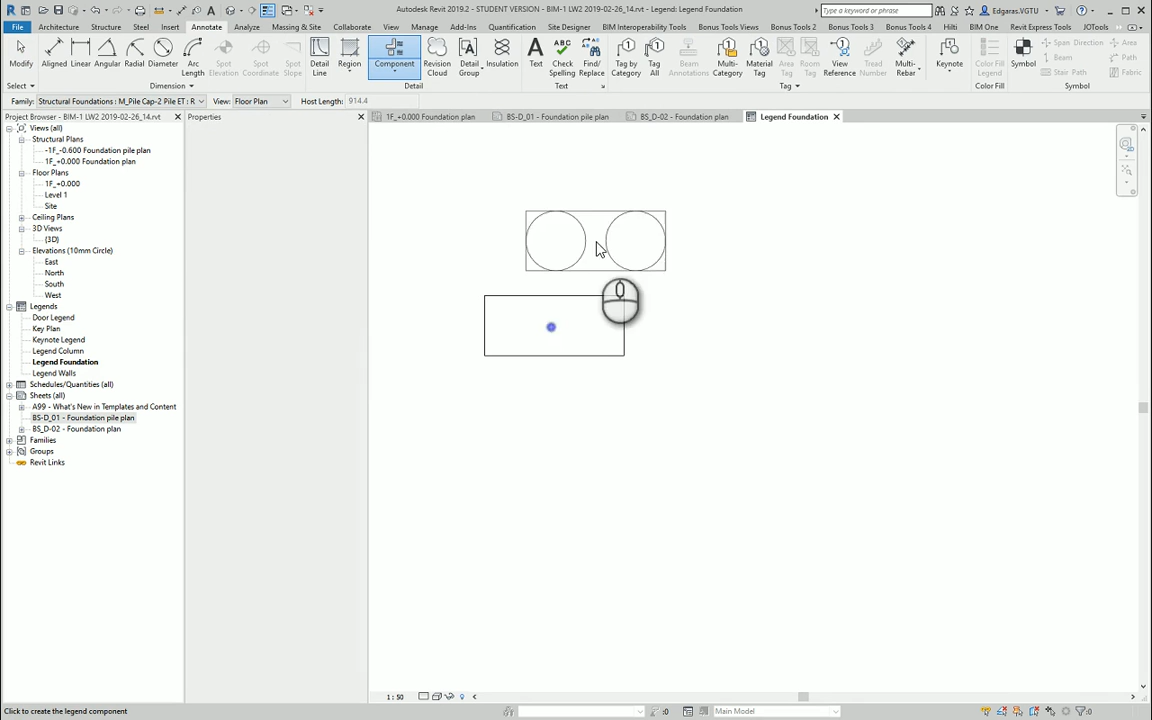 Autodesk Revit 2019.2 - STUDENT VERSION - BIM-1 LW2 2019-02-26_14.rvt - Legend: Legend Foundation
Type a keyword or phrase
Edgaras.VGTU
File Architecture Structure Steel Systems Insert Annotate Analyze Massing & Site Collaborate View Manage Add-Ins Quantification Site Designer BIM Interoperability Tools Bonus Tools Views Bonus Tools 2 Bonus Tools 3 Hilti BIM One Revit Express Tools JOTools
Modify Aligned Linear Angular Radial Diameter Arc Length Spot Elevation Spot Coordinate Spot Slope Detail Line Region Component Revision Cloud Detail Group Insulation Text Check Spelling Find/ Replace Tag by Category Tag All Beam Annotations Multi- Category Material Tag Area Tag Room Tag View Reference Tread Number Multi- Rebar Keynote Color Fill Legend Symbol Span Direction Beam Stair Path Area Path Fabric
Select Dimension Detail Text Tag Color Fill Symbol
Family: Structural Foundations : M_Pile Cap-2 Pile ET : R View: Floor Plan Host Length: 914.4
Project Browser - BIM-1 LW2 2019-02-26_14.rvt
Properties
1F_+0.000 Foundation plan BS-D_01 - Foundation pile plan BS_D-02 - Foundation plan Legend Foundation
Views (all)
Structural Plans
-1F_-0.600 Foundation pile plan
1F_+0.000 Foundation plan
Floor Plans
1F_+0.000
Level 1
Site
Ceiling Plans
3D Views
{3D}
Elevations (10mm Circle)
East
North
South
West
Legends
Door Legend
Key Plan
Keynote Legend
Legend Column
Legend Foundation
Legend Walls
Schedules/Quantities (all)
Sheets (all)
A99 - What's New in Templates and Content
BS-D_01 - Foundation pile plan
BS_D-02 - Foundation plan
Families
Groups
Revit Links
1 : 50
Click to create the legend component
:0
Main Model
:0